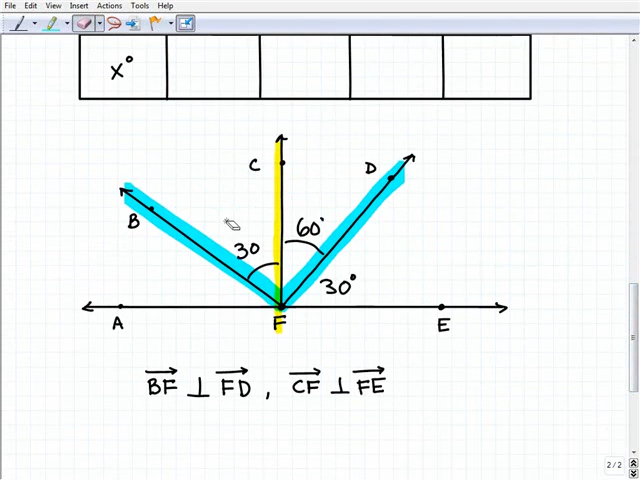 File Edit View Insert Actions Tools Help
x°
C
D
B
30
60°
30°
A
F
E
BF ⊥ FD, CF ⊥ FE
2/2